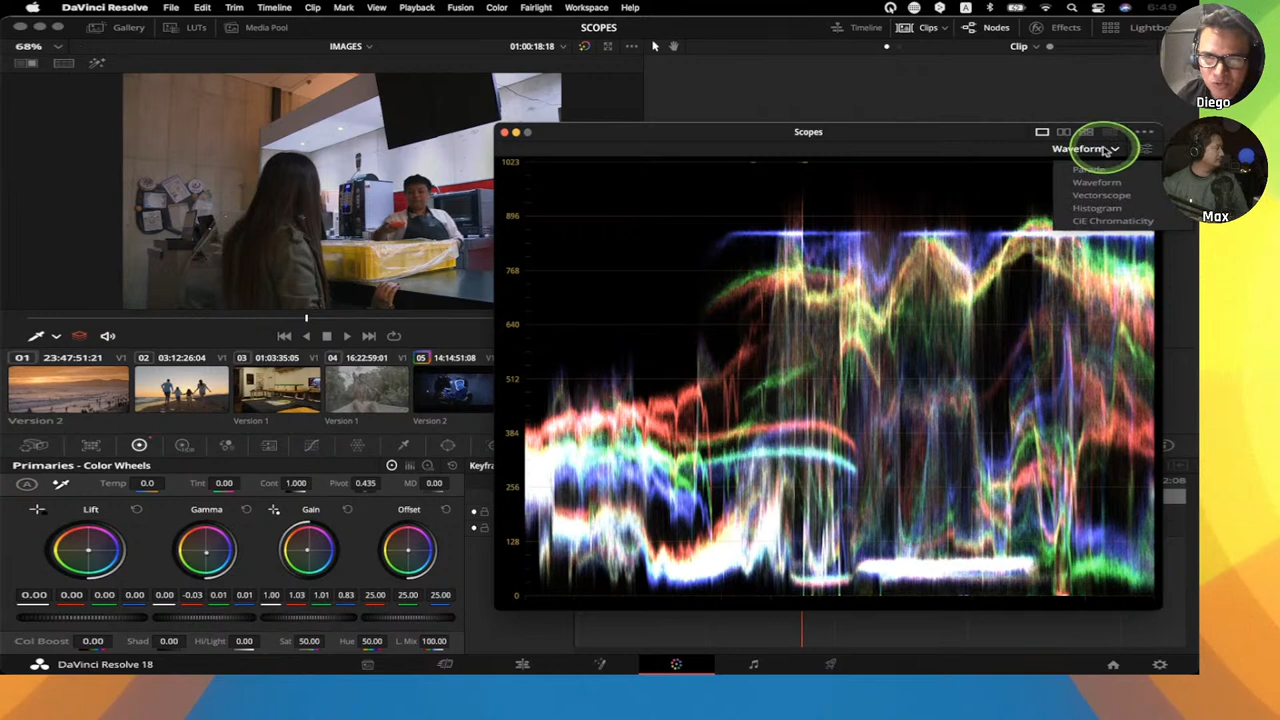 DaVinci Resolve File Edit Trim Timeline Clip Mark View Playback Fusion Color Fairlight Workspace Help 6:49
Gallery LUTs Media Pool SCOPES Timeline Clips Nodes Effects Lightbo
68% IMAGES 01:00:18:18 Clip
Diego
Scopes
Waveform
Parade
Waveform
Vectorscope
Histogram
CIE Chromaticity
Max
1023
896
768
640
512
384
256
128
0
01 23:47:51:21 V1 02 03:12:26:04 V1 03 01:03:35:05 V1 04 16:22:59:01 V1 05 14:14:51:08
Version 2 Version 1 Version 1 Version 2
Primaries - Color Wheels Keyfra
Temp 0.0 Tint 0.00 Cont 1.000 Pivot 0.435 MD 0.00 2:08
Lift Gamma Gain Offset
0.00 0.00 0.00 0.00 0.00 -0.03 0.01 0.01 1.00 1.03 1.01 0.83 25.00 25.00 25.00
Col Boost 0.00 Shad 0.00 Hi/Light 0.00 Sat 50.00 Hue 50.00 L. Mix 100.00
DaVinci Resolve 18